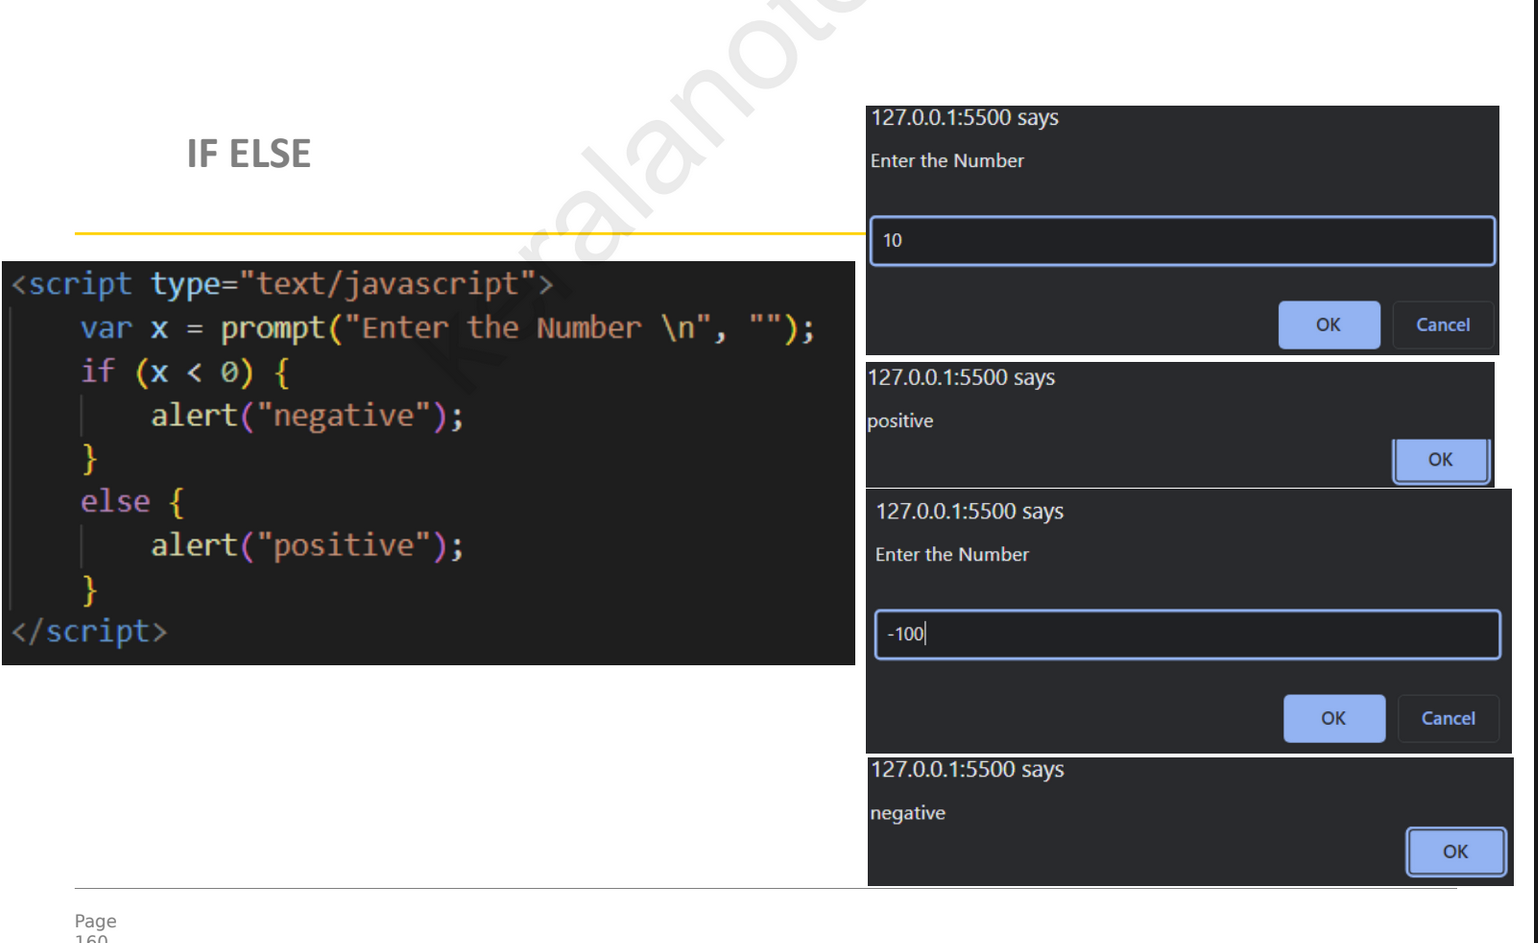 IF ELSE
<script type="text/javascript">
    var x = prompt("Enter the Number \n", "");
    if (x < 0) {
        alert("negative");
    }
    else {
        alert("positive");
    }
</script>
127.0.0.1:5500 says
Enter the Number
10
OK Cancel
127.0.0.1:5500 says
positive
OK
127.0.0.1:5500 says
Enter the Number
-100
OK Cancel
127.0.0.1:5500 says
negative
OK
Page
160